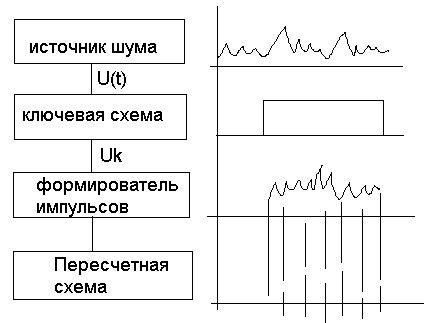 источник шума
U(t)
ключевая схема
Uk
формирователь
импульсов
Пересчетная
схема